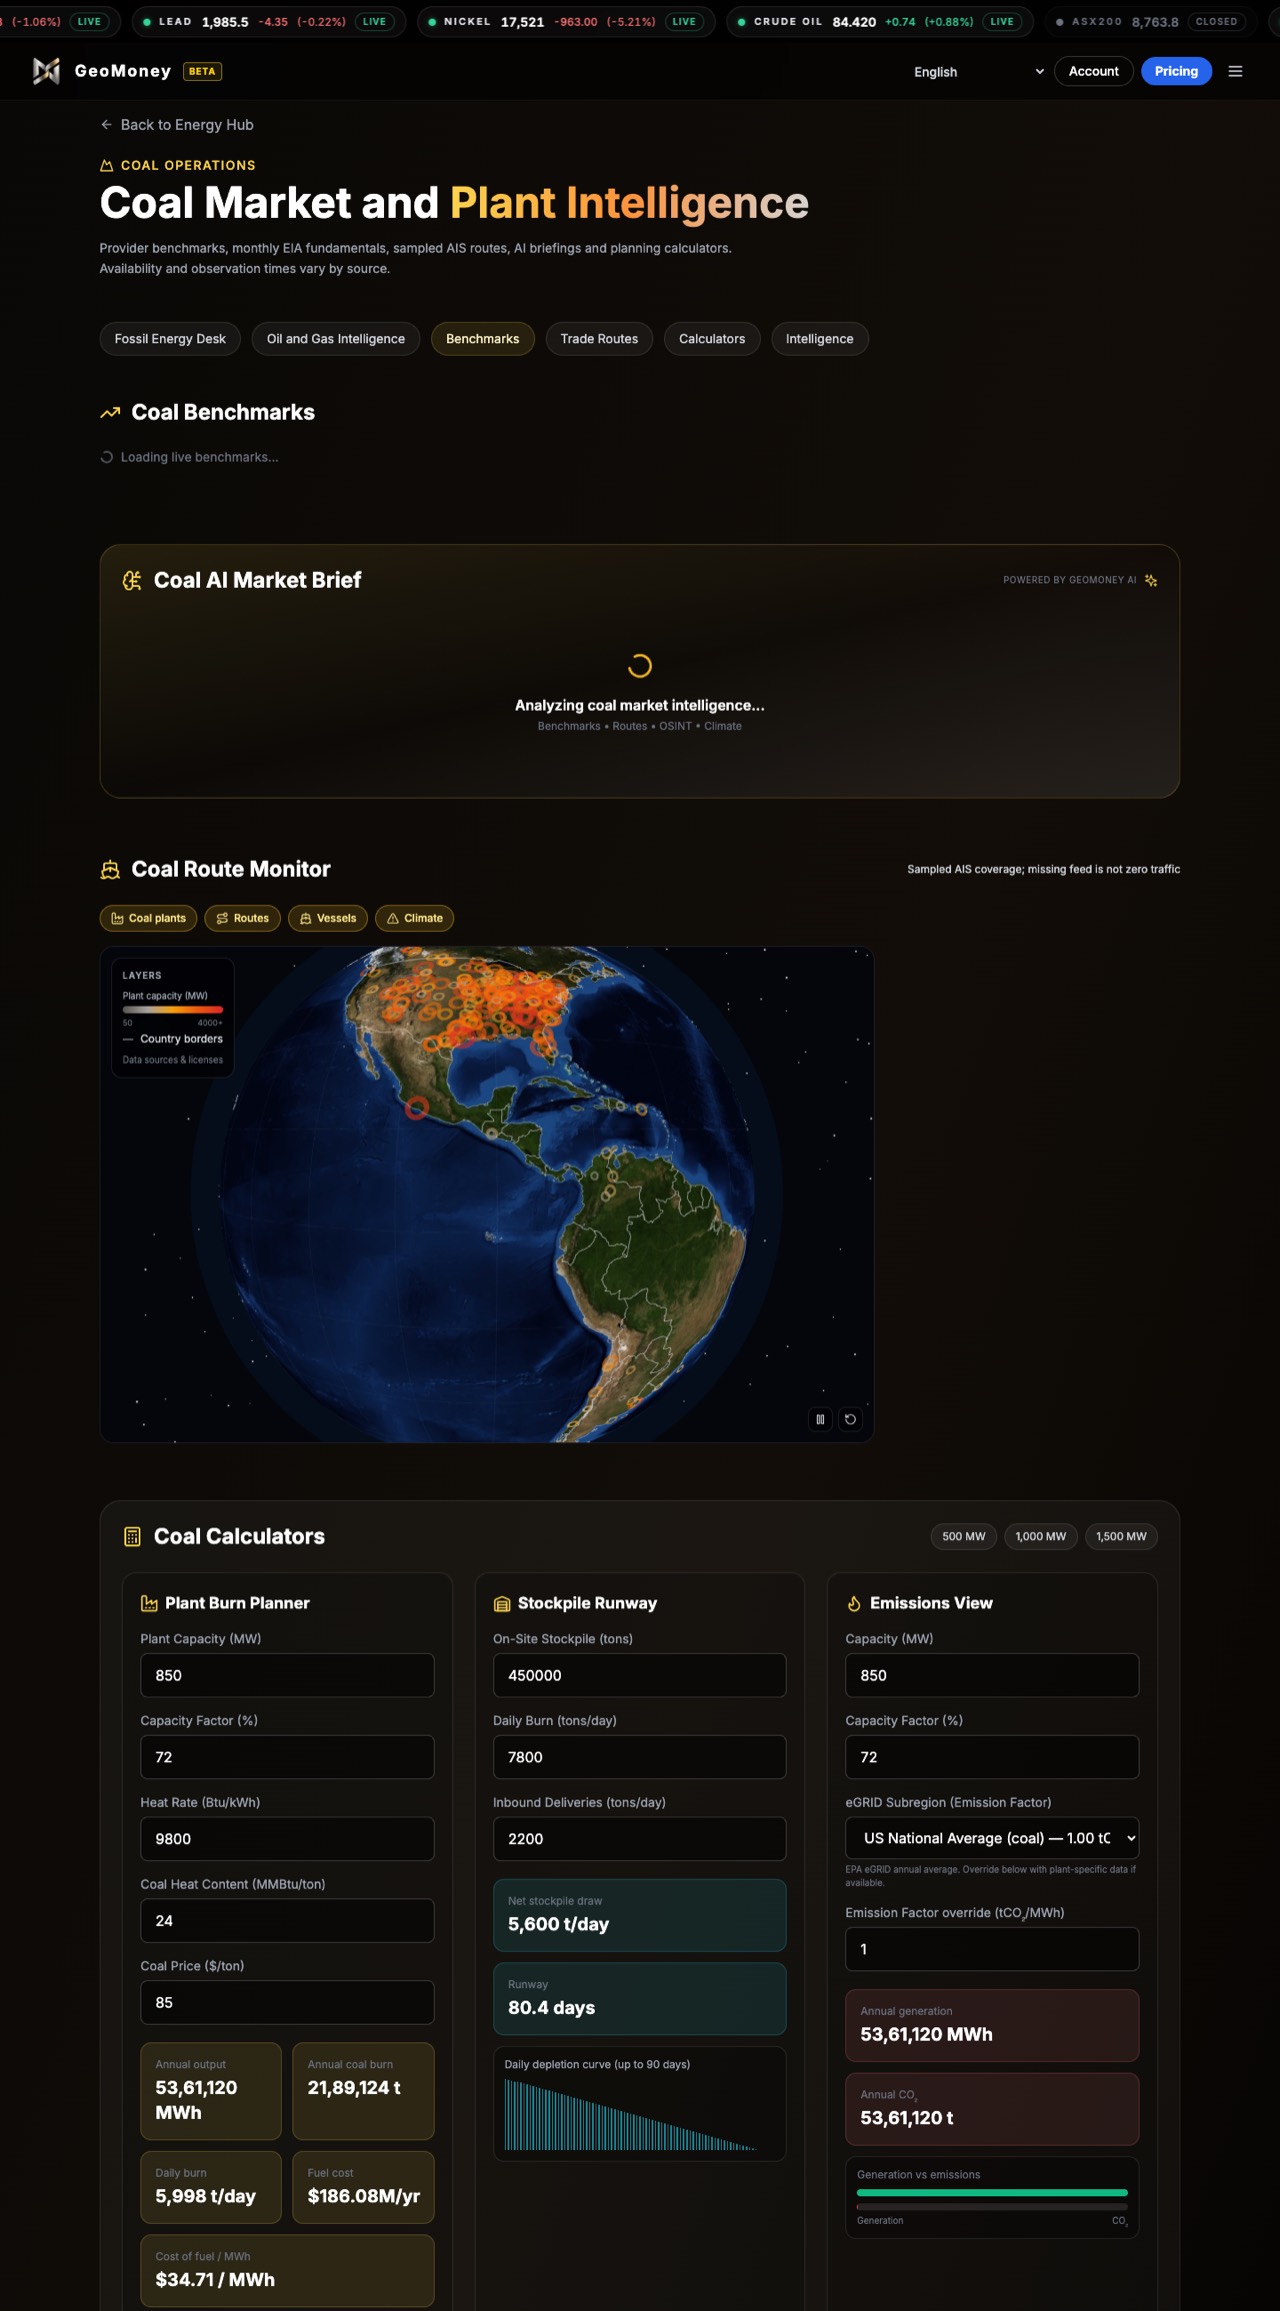 (-1.06%) LIVE LEAD 1,985.5 -4.35 (-0.22%) LIVE NICKEL 17,521 -963.00 (-5.21%) LIVE CRUDE OIL 84.420 +0.74 (+0.88%) LIVE ASX200 8,763.8 CLOSED
GeoMoney BETA English Account Pricing
Back to Energy Hub
COAL OPERATIONS
Coal Market and Plant Intelligence
Provider benchmarks, monthly EIA fundamentals, sampled AIS routes, AI briefings and planning calculators.
Availability and observation times vary by source.
Fossil Energy Desk Oil and Gas Intelligence Benchmarks Trade Routes Calculators Intelligence
Coal Benchmarks
Loading live benchmarks...
Coal AI Market Brief POWERED BY GEOMONEY AI
Analyzing coal market intelligence...
Benchmarks • Routes • OSINT • Climate
Coal Route Monitor Sampled AIS coverage; missing feed is not zero traffic
Coal plants Routes Vessels Climate
LAYERS
Plant capacity (MW)
50 4000+
Country borders
Data sources & licenses
Coal Calculators 500 MW 1,000 MW 1,500 MW
Plant Burn Planner
Plant Capacity (MW)
850
Capacity Factor (%)
72
Heat Rate (Btu/kWh)
9800
Coal Heat Content (MMBtu/ton)
24
Coal Price ($/ton)
85
Annual output
53,61,120
MWh
Annual coal burn
21,89,124 t
Daily burn
5,998 t/day
Fuel cost
$186.08M/yr
Cost of fuel / MWh
$34.71 / MWh
Stockpile Runway
On-Site Stockpile (tons)
450000
Daily Burn (tons/day)
7800
Inbound Deliveries (tons/day)
2200
Net stockpile draw
5,600 t/day
Runway
80.4 days
Daily depletion curve (up to 90 days)
Emissions View
Capacity (MW)
850
Capacity Factor (%)
72
eGRID Subregion (Emission Factor)
US National Average (coal) — 1.00 tC
EPA eGRID annual average. Override below with plant-specific data if
available.
Emission Factor override (tCO₂/MWh)
1
Annual generation
53,61,120 MWh
Annual CO₂
53,61,120 t
Generation vs emissions
Generation CO₂